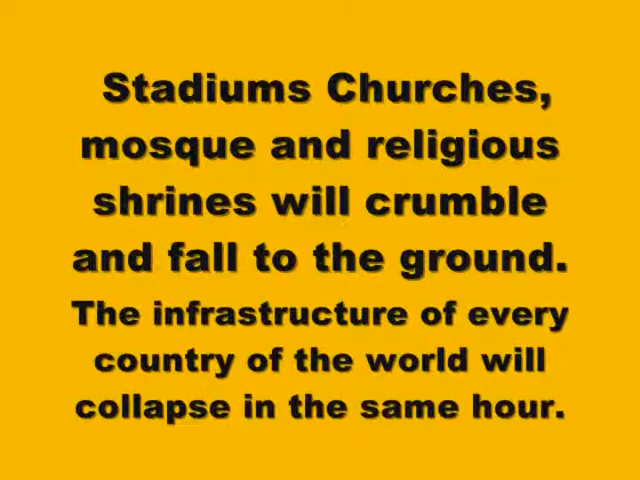 Stadiums Churches,
mosque and religious
shrines will crumble
and fall to the ground.
The infrastructure of every
country of the world will
collapse in the same hour.